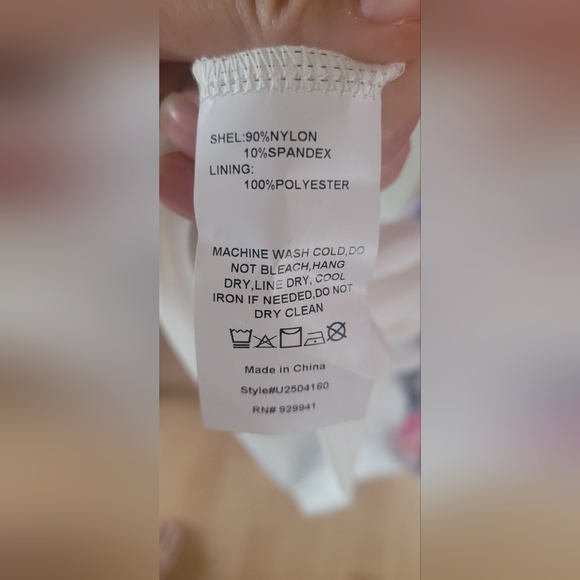 SHEL:90%NYLON
10%SPANDEX
LINING:
100%POLYESTER
MACHINE WASH COLD,DO
NOT BLEACH,HANG
DRY,LINE DRY, COOL
IRON IF NEEDED,DO NOT
DRY CLEAN
Made in China
Style#U2504160
RN# 929941